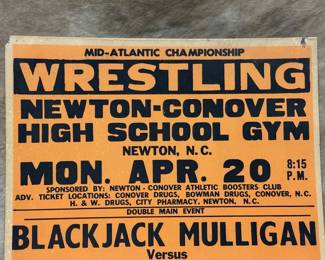 MID-ATLANTIC CHAMPIONSHIP
WRESTLING
NEWTON-CONOVER
HIGH SCHOOL GYM
NEWTON, N.C.
MON. APR. 20 8:15 P.M.
SPONSORED BY: NEWTON - CONOVER ATHLETIC BOOSTERS CLUB
ADV. TICKET LOCATIONS: CONOVER DRUGS, BOWMAN DRUGS, CONOVER, N.C.
H. & W. DRUGS, CITY PHARMACY, NEWTON, N.C.
DOUBLE MAIN EVENT
BLACKJACK MULLIGAN
Versus